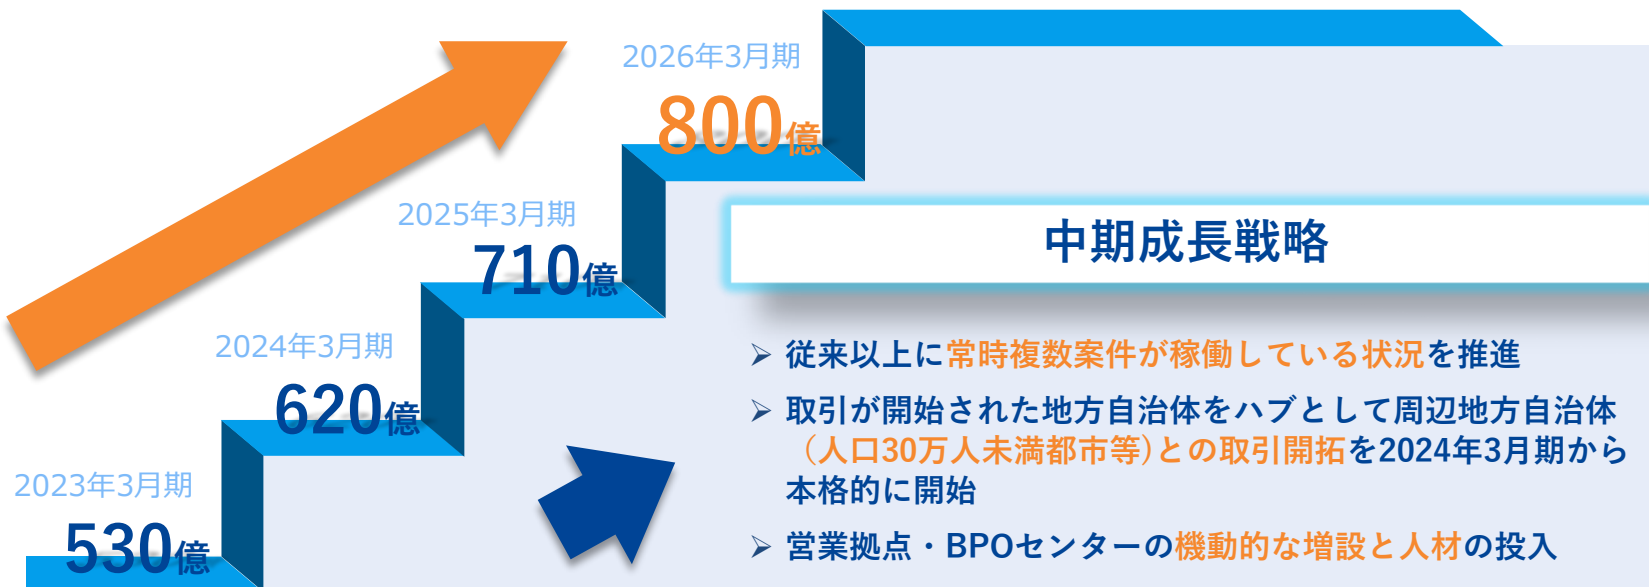 2026年3月期
800億
2025年3月期
710億
2024年3月期
620億
2023年3月期
530億
中期成長戦略
➢ 従来以上に常時複数案件が稼働している状況を推進
➢ 取引が開始された地方自治体をハブとして周辺地方自治体
（人口30万人未満都市等)との取引開拓を2024年3月期から
本格的に開始
➢ 営業拠点・BPOセンターの機動的な増設と人材の投入